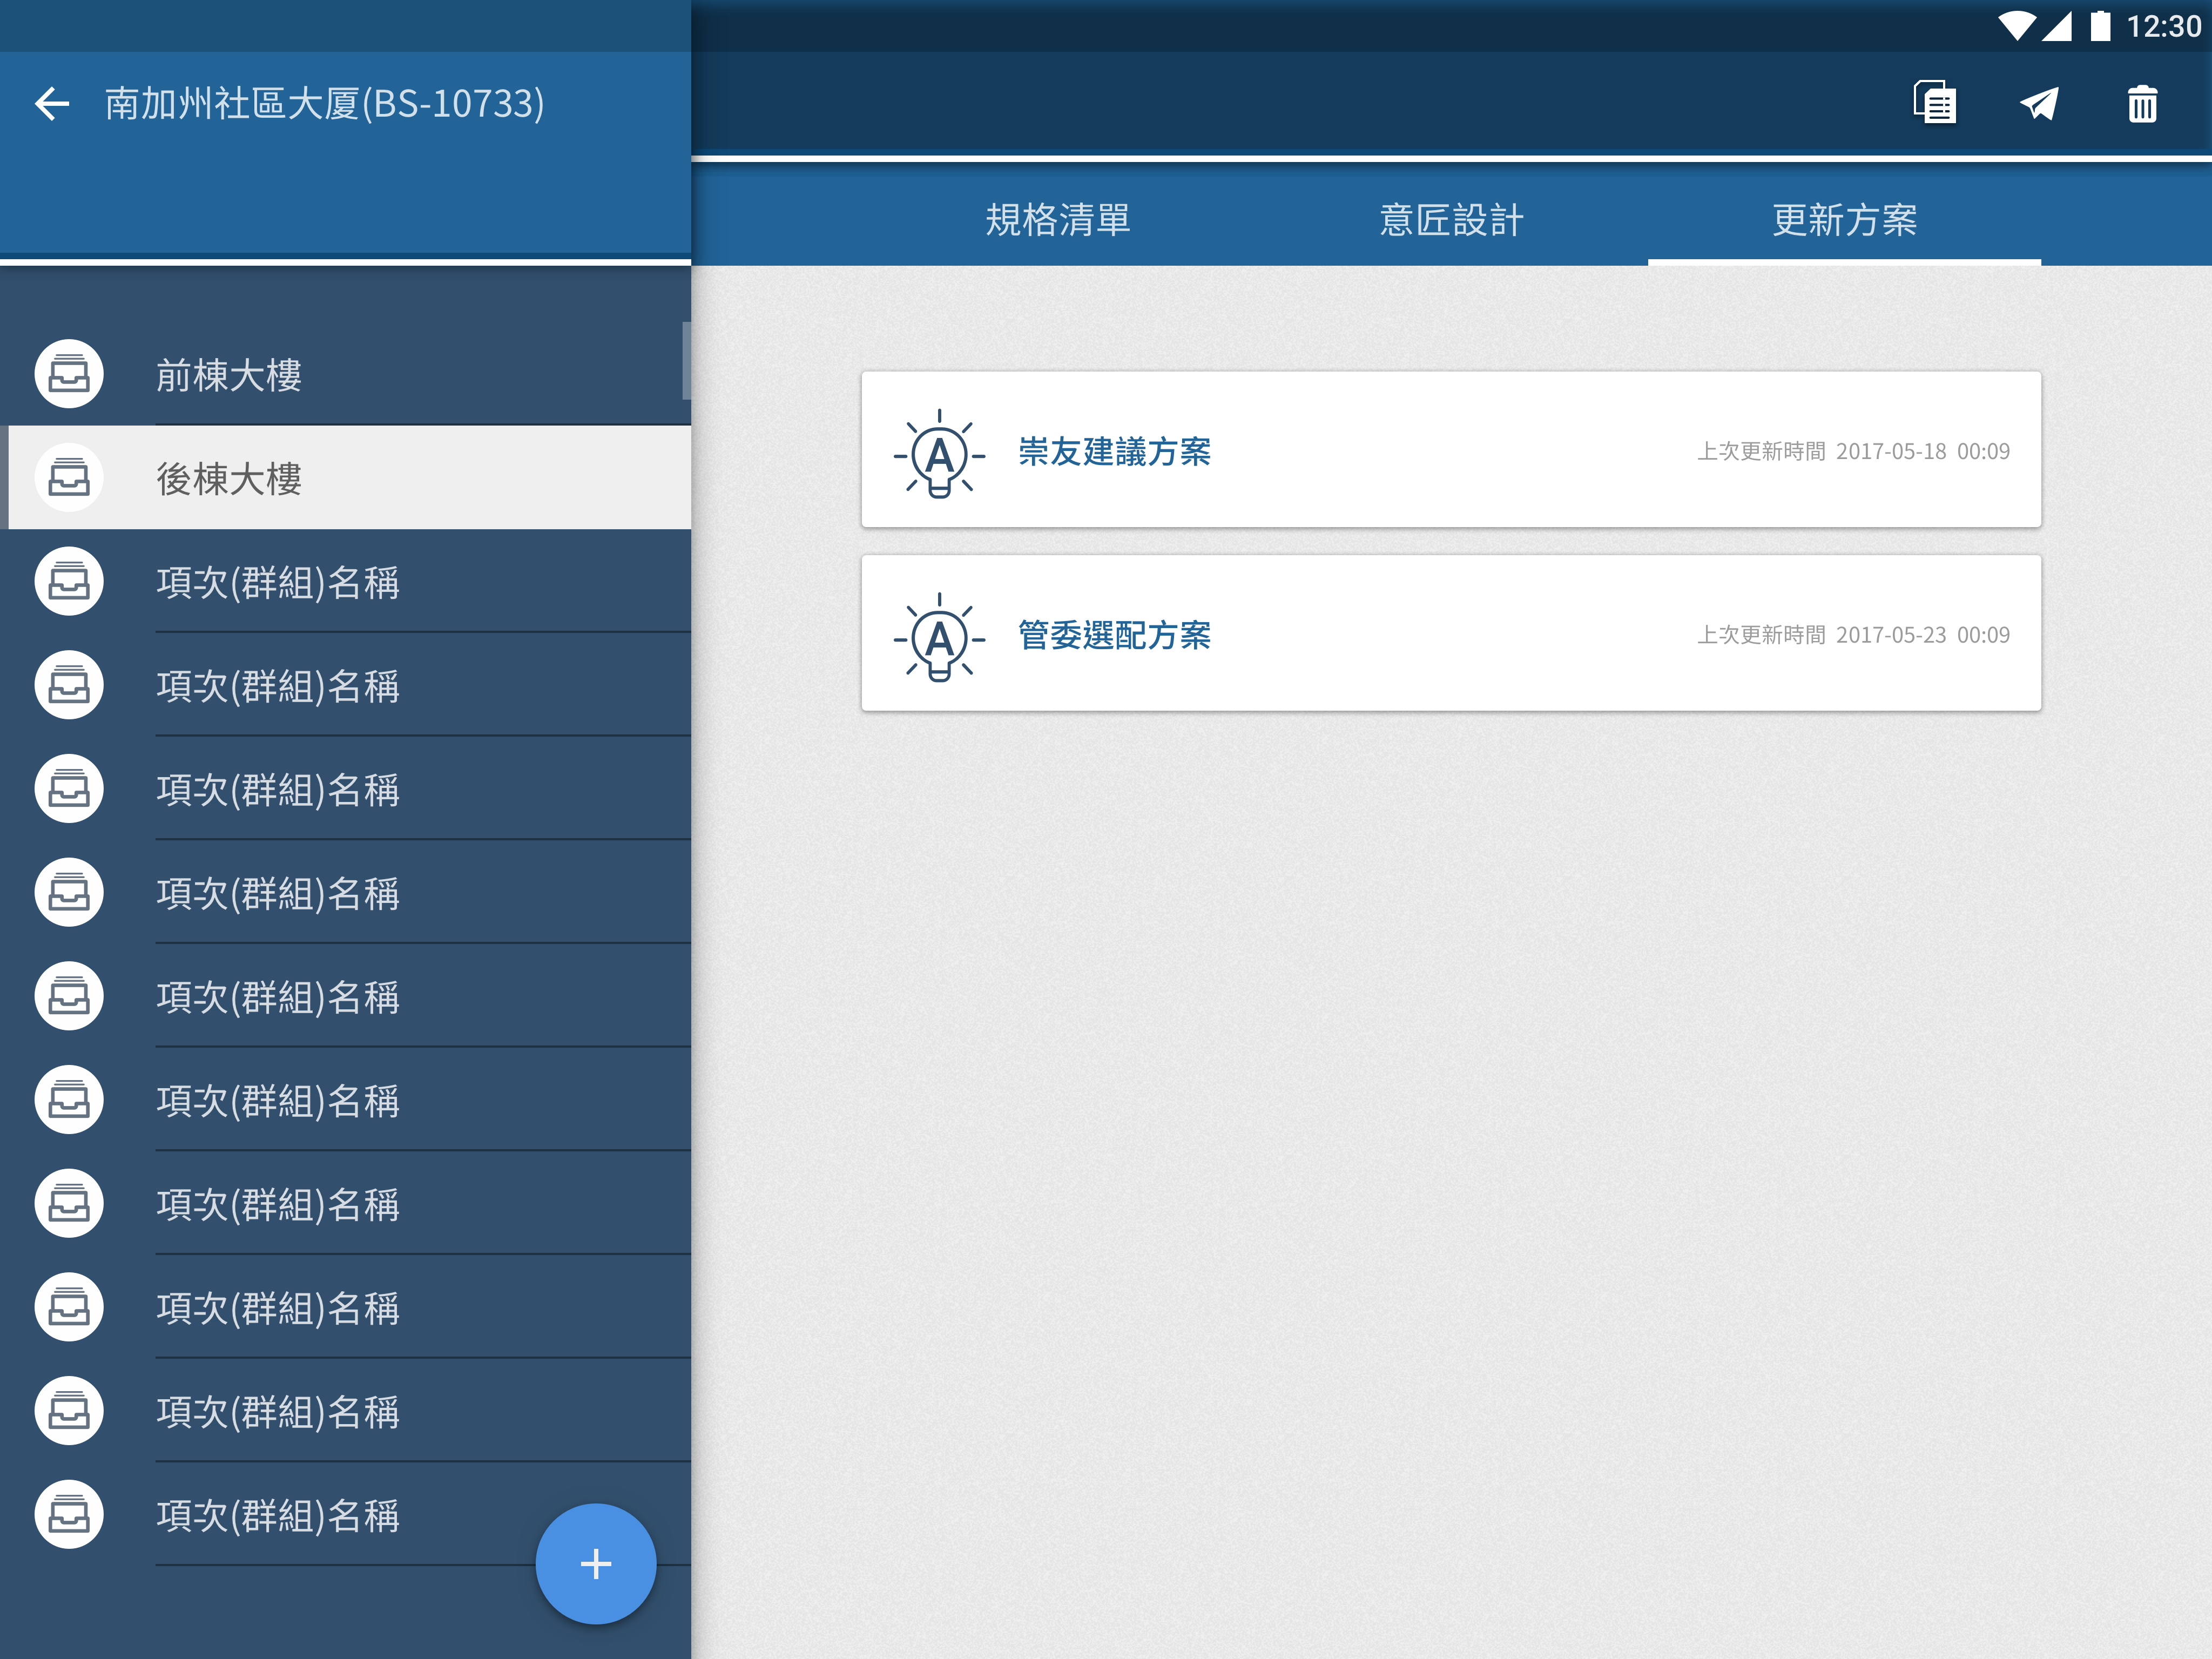 12:30
南加州社區大厦(BS-10733)
規格清單
意匠設計
更新方案
前棟大樓
後棟大樓
項次(群組)名稱
項次(群組)名稱
項次(群組)名稱
項次(群組)名稱
項次(群組)名稱
項次(群組)名稱
項次(群組)名稱
項次(群組)名稱
項次(群組)名稱
項次(群組)名稱
+
A 崇友建議方案 上次更新時間 2017-05-18 00:09
A 管委選配方案 上次更新時間 2017-05-23 00:09